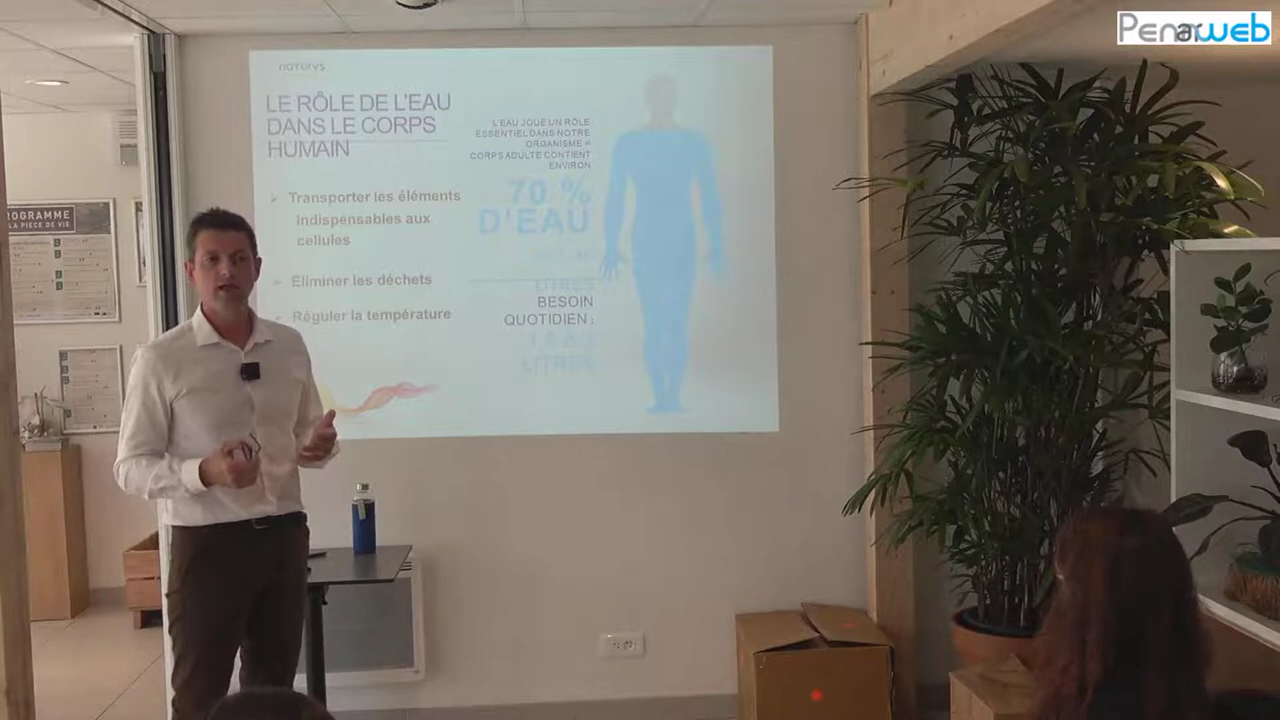 Penarweb
natorys
LE RÔLE DE L'EAU
DANS LE CORPS
HUMAIN
Transporter les éléments
Indispensables aux
cellules
Éliminer les déchets
Réguler la température
L'EAU JOUE UN RÔLE
ESSENTIEL DANS NOTRE
ORGANISME =
CORPS ADULTE CONTIENT
ENVIRON
70 %
D'EAU
LITRES
BESOIN
QUOTIDIEN :
LITRES
PROGRAMME
LA PIÈCE DE VIE